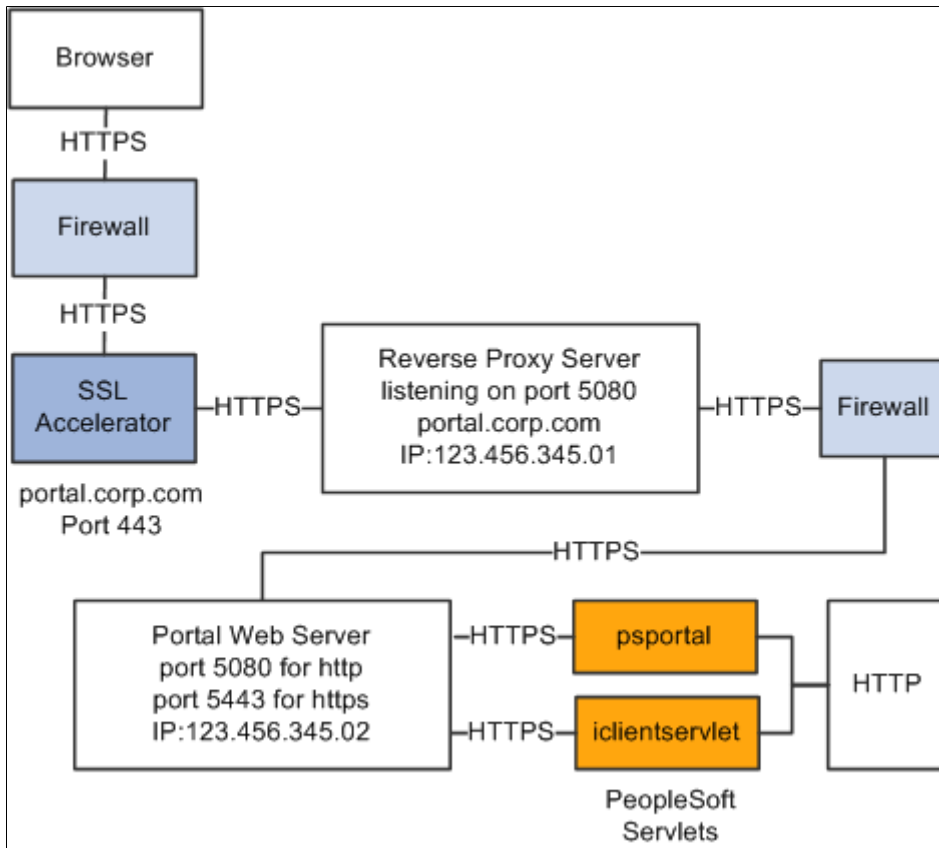 Browser
HTTPS
Firewall
HTTPS
SSL
Accelerator
portal.corp.com
Port 443
HTTPS
Reverse Proxy Server
listening on port 5080
portal.corp.com
IP:123.456.345.01
HTTPS
Firewall
HTTPS
Portal Web Server
port 5080 for http
port 5443 for https
IP:123.456.345.02
HTTPS
psportal
HTTPS
iclientservlet
PeopleSoft
Servlets
HTTP